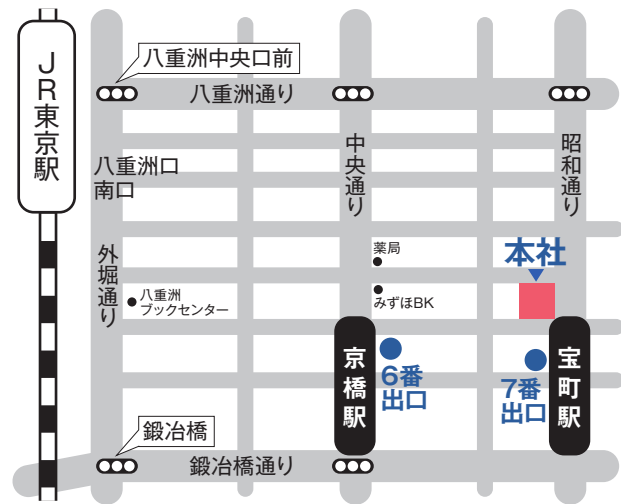 八重洲中央口前
八重洲通り
JR東京駅
中央通り
昭和通り
八重洲口
南口
外堀通り
薬局
本社
八重洲
ブックセンター
みずほBK
京橋駅
6番
出口
宝町駅
7番
出口
鍛冶橋
鍛冶橋通り